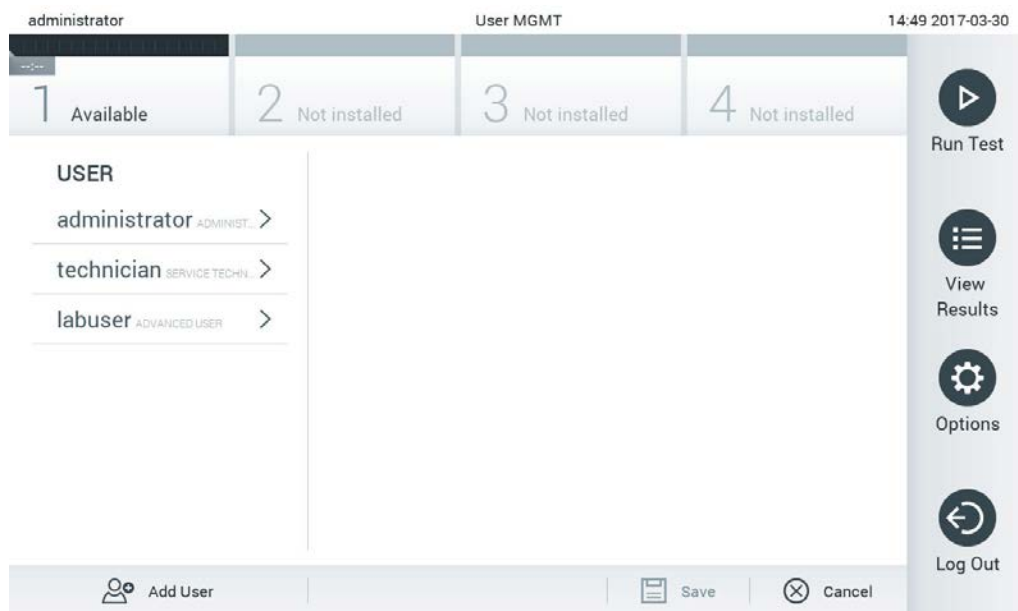 administrator User MGMT 14:49 2017-03-30
--:--
1 Available 2 Not installed 3 Not installed 4 Not installed
Run Test
USER
administrator ADMINIST... >
technician SERVICE TECHN... >
labuser ADVANCED USER >
View
Results
Options
Log Out
Add User Save Cancel